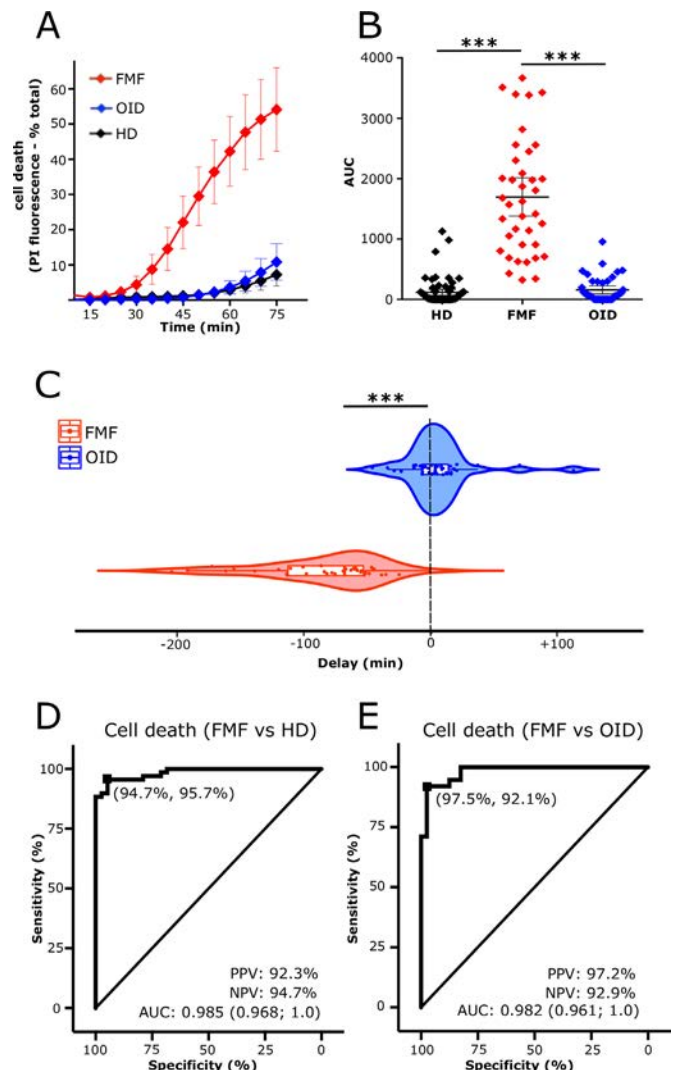 A
FMF
OID
HD
cell death
(PI fluorescence - % total)
60
50
40
30
20
10
15 30 45 60 75
Time (min)
B
*** ***
AUC
4000
3000
2000
1000
0
HD FMF OID
C
***
FMF
OID
-200 -100 0 +100
Delay (min)
D
Cell death (FMF vs HD)
Sensitivity (%)
100
75
50
25
0
(94.7%, 95.7%)
PPV: 92.3%
NPV: 94.7%
AUC: 0.985 (0.968; 1.0)
100 75 50 25 0
Specificity (%)
E
Cell death (FMF vs OID)
Sensitivity (%)
100
75
50
25
0
(97.5%, 92.1%)
PPV: 97.2%
NPV: 92.9%
AUC: 0.982 (0.961; 1.0)
100 75 50 25 0
Specificity (%)